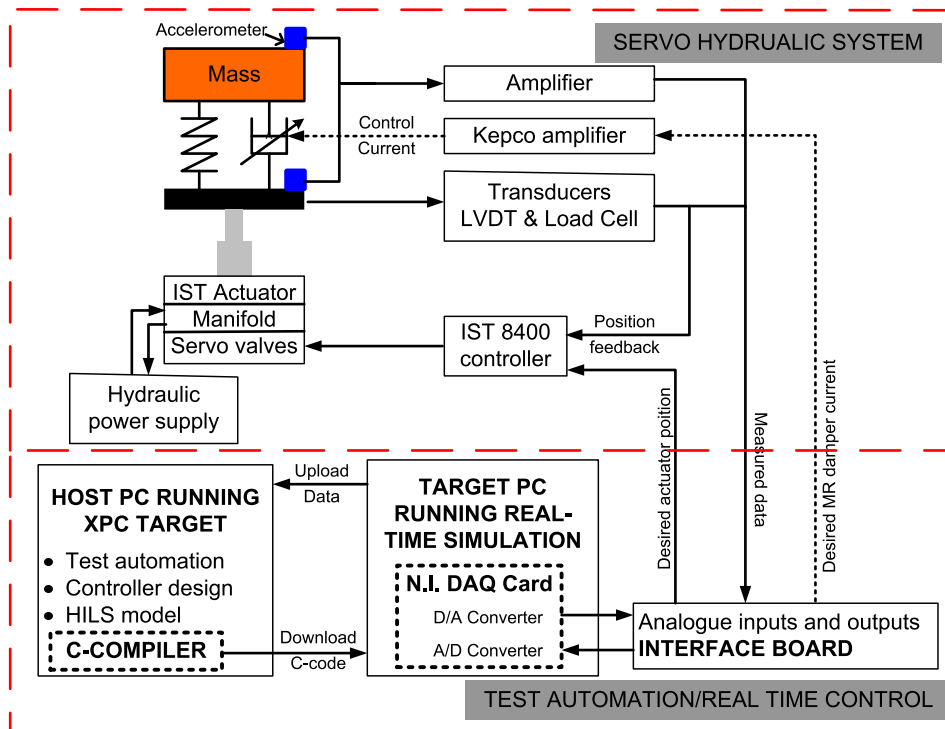 Accelerometer
SERVO HYDRUALIC SYSTEM
Mass
Amplifier
Control
Current
Kepco amplifier
Transducers
LVDT & Load Cell
IST Actuator
Manifold
Servo valves
IST 8400
controller
Position
feedback
Hydraulic
power supply
Desired actuator poition
Measured data
Desired MR damper current
HOST PC RUNNING
XPC TARGET
• Test automation
• Controller design
• HILS model
C-COMPILER
Upload
Data
Download
C-code
TARGET PC
RUNNING REAL-
TIME SIMULATION
N.I. DAQ Card
D/A Converter
A/D Converter
Analogue inputs and outputs
INTERFACE BOARD
TEST AUTOMATION/REAL TIME CONTROL